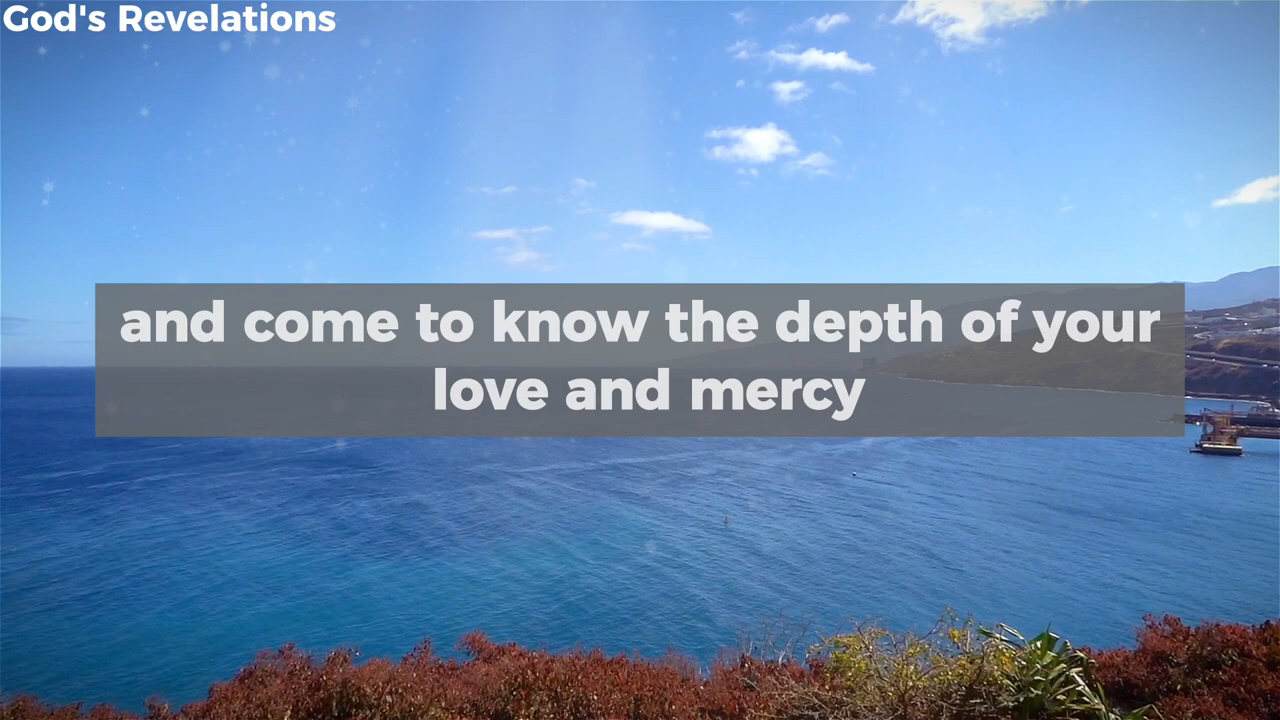 God's Revelations
and come to know the depth of your
love and mercy